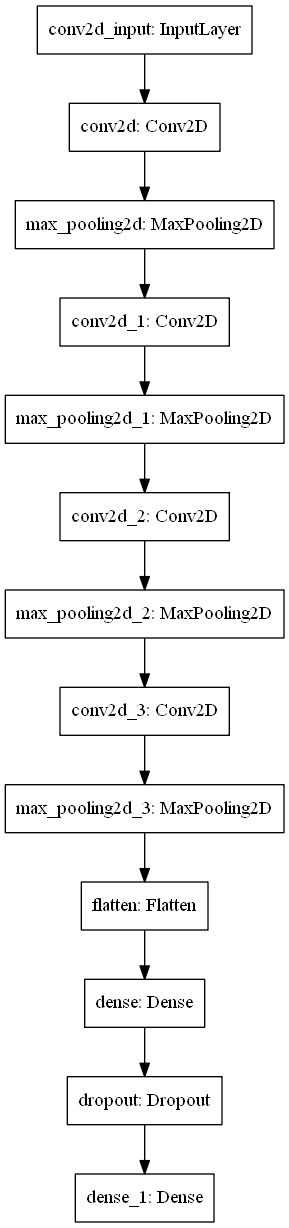 conv2d_input: InputLayer
conv2d: Conv2D
max_pooling2d: MaxPooling2D
conv2d_1: Conv2D
max_pooling2d_1: MaxPooling2D
conv2d_2: Conv2D
max_pooling2d_2: MaxPooling2D
conv2d_3: Conv2D
max_pooling2d_3: MaxPooling2D
flatten: Flatten
dense: Dense
dropout: Dropout
dense_1: Dense